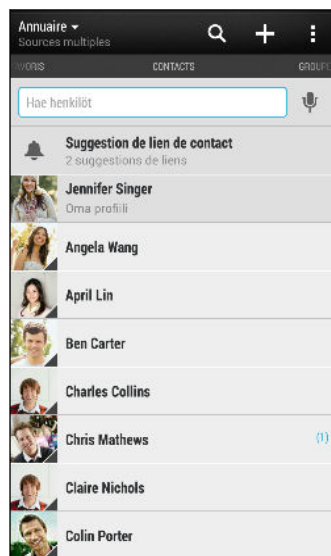 Annuaire
Sources multiples
CONTACTS
Hae henkilöt
Suggestion de lien de contact
2 suggestions de liens
Jennifer Singer
Oma profiili
Angela Wang
April Lin
Ben Carter
Charles Collins
Chris Mathews (1)
Claire Nichols
Colin Porter